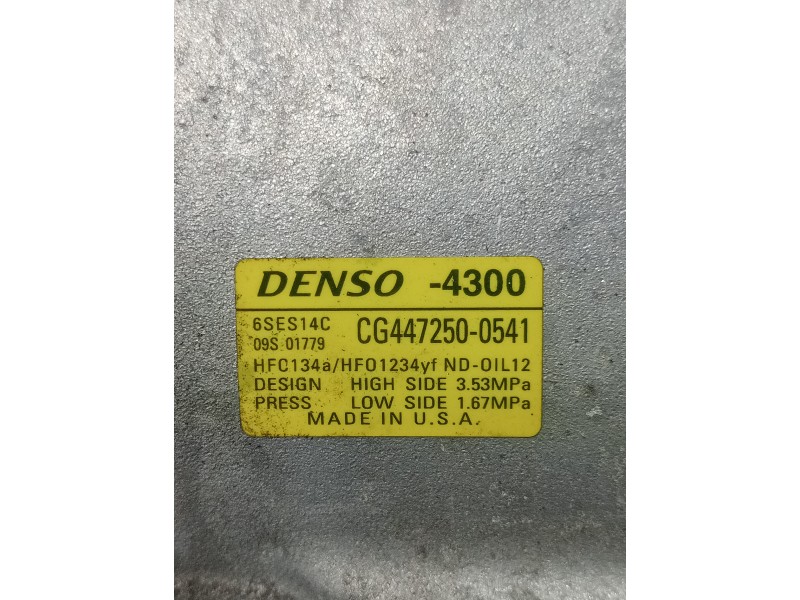 DENSO -4300
6SES14C
09S 01779
CG447250-0541
HFC134a/HFO1234yf ND-OIL12
DESIGN HIGH SIDE 3.53MPa
PRESS LOW SIDE 1.67MPa
MADE IN U.S.A.